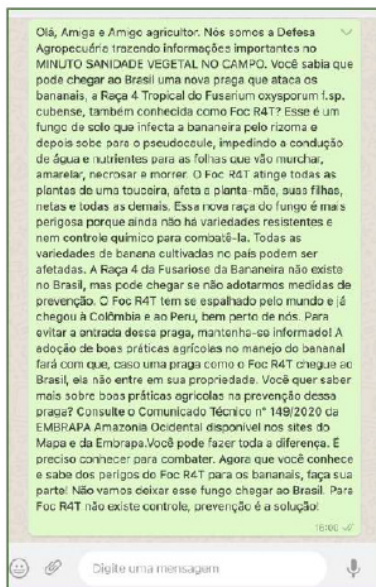 Olá, Amiga e Amigo agricultor. Nós somos a Defesa
Agropecuária trazendo informações importantes no
MINUTO SANIDADE VEGETAL NO CAMPO. Você sabia que
pode chegar ao Brasil uma nova praga que ataca os
bananais, a Raça 4 Tropical do Fusarium oxysporum f.sp.
cubense, também conhecida como Foc R4T? Esse é um
fungo de solo que infecta a bananeira pelo rizoma e
depois sobe para o pseudocaule, impedindo a condução
de água e nutrientes para as folhas que vão murchar,
amarelar, necrosar e morrer. O Foc R4T atinge todas as
plantas de uma touceira, afeta a planta-mãe, suas filhas,
netas e todas as demais. Essa nova raça do fungo é mais
perigosa porque ainda não há variedades resistentes e
nem controle químico para combatê-la. Todas as
variedades de banana cultivadas no país podem ser
afetadas. A Raça 4 da Fusariose da Bananeira não existe
no Brasil, mas pode chegar se não adotarmos medidas de
prevenção. O Foc R4T tem se espalhado pelo mundo e já
chegou à Colômbia e ao Peru, bem perto de nós. Para
evitar a entrada dessa praga, mantenha-se informado! A
adoção de boas práticas agrícolas no manejo do bananal
fará com que, caso uma praga como o Foc R4T chegue ao
Brasil, ela não entre em sua propriedade. Você quer saber
mais sobre boas práticas agrícolas na prevenção dessa
praga? Consulte o Comunicado Técnico n° 149/2020 da
EMBRAPA Amazonia Ocidental disponível nos sites do
Mapa e da Embrapa.Você pode fazer toda a diferença. É
preciso conhecer para combater. Agora que você conhece
e sabe dos perigos do Foc R4T para os bananais, faça sua
parte! Não vamos deixar esse fungo chegar ao Brasil. Para
Foc R4T não existe controle, prevenção é a solução!
16:00
Digite uma mensagem